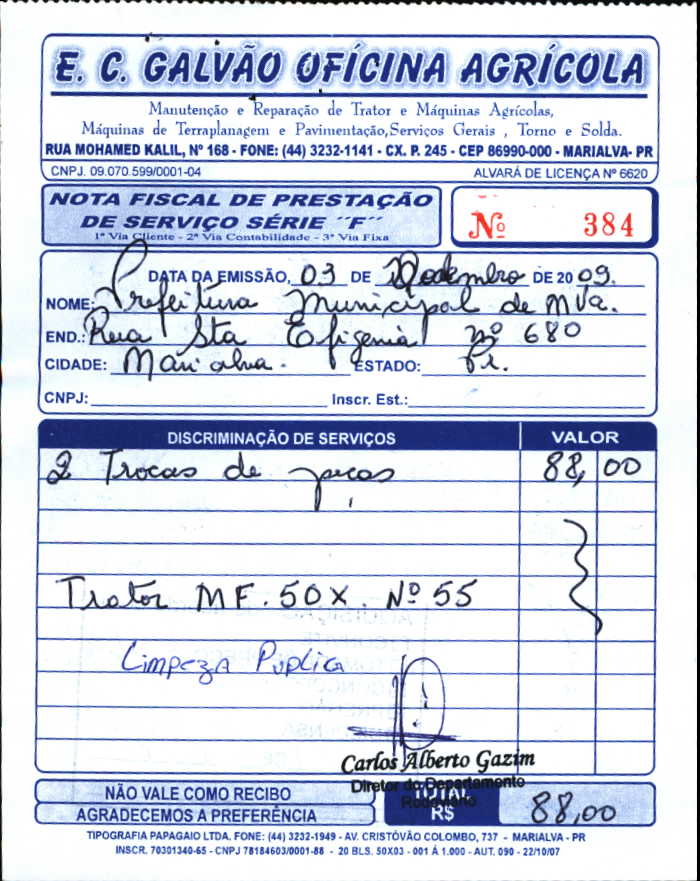 E. C. GALVÃO OFÍCINA AGRÍCOLA
Manutenção e Reparação de Trator e Máquinas Agrícolas,
Máquinas de Terraplanagem e Pavimentação,Serviços Gerais , Torno e Solda.
RUA MOHAMED KALIL, Nº 168 - FONE: (44) 3232-1141 - CX. P. 245 - CEP 86990-000 - MARIALVA- PR
CNPJ. 09.070.599/0001-04 ALVARÁ DE LICENÇA Nº 6620
NOTA FISCAL DE PRESTAÇÃO
DE SERVIÇO SÉRIE ´´F´´
1ª Via Cliente - 2ª Via Contabilidade - 3ª Via Fixa
Nº 384
DATA DA EMISSÃO, 03 DE Dezembro DE 20 09.
NOME: Prefeitura Municipal de Mva.
END.: Rua Sta Efigenia nº 680
CIDADE: Marialva. ESTADO: Pr.
CNPJ: Inscr. Est.:
DISCRIMINAÇÃO DE SERVIÇOS VALOR
2 Trocas de peças 88,00
Trator MF. 50X Nº 55
Limpeza Pública
Carlos Alberto Gazim
Diretor do Departamento
Rodoviário
NÃO VALE COMO RECIBO
AGRADECEMOS A PREFERÊNCIA
TOTAL
R$ 88,00
TIPOGRAFIA PAPAGAIO LTDA. FONE: (44) 3232-1949 - AV. CRISTÓVÃO COLOMBO, 737 - MARIALVA - PR
INSCR. 70301340-65 - CNPJ 78184603/0001-88 - 20 BLS. 50X03 - 001 Á 1.000 - AUT. 090 - 22/10/07